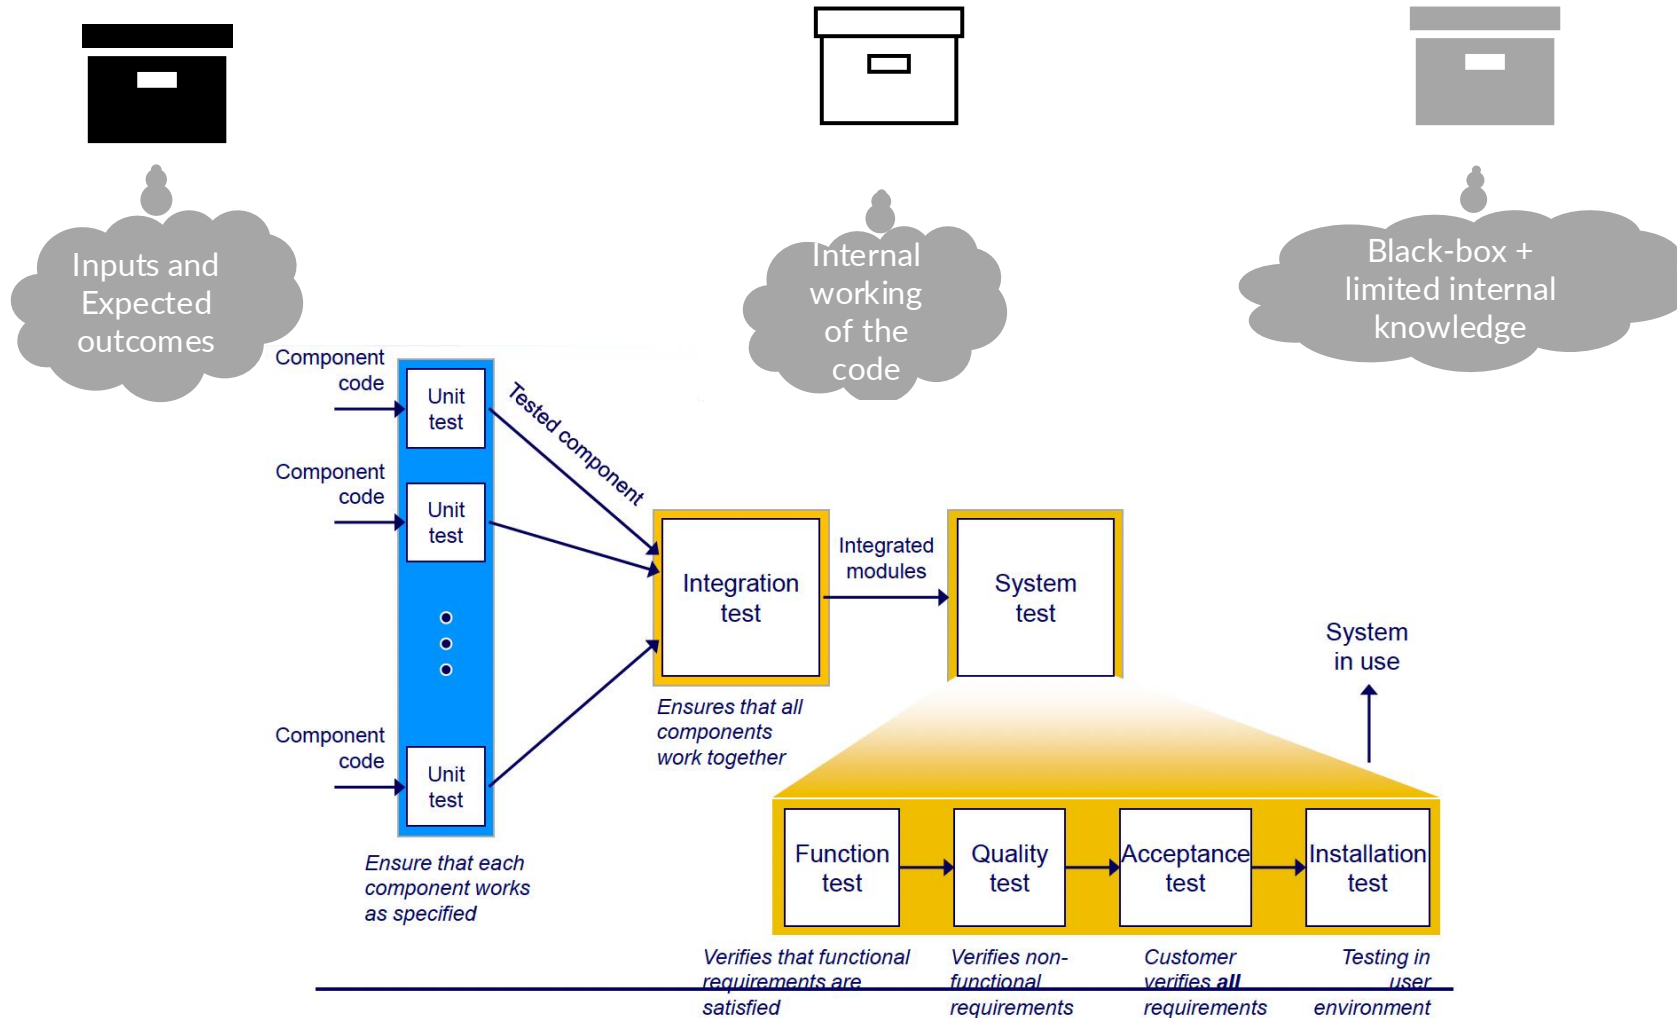 Inputs and
Expected
outcomes
Internal
working
of the
code
Black-box +
limited internal
knowledge
Component
code
Unit
test
Tested component
Component
code
Unit
test
Component
code
Unit
test
Ensure that each
component works
as specified
Integration
test
Ensures that all
components
work together
Integrated
modules
System
test
System
in use
Function
test
Quality
test
Acceptance
test
Installation
test
Verifies that functional
requirements are
satisfied
Verifies non-
functional
requirements
Customer
verifies all
requirements
Testing in
user
environment